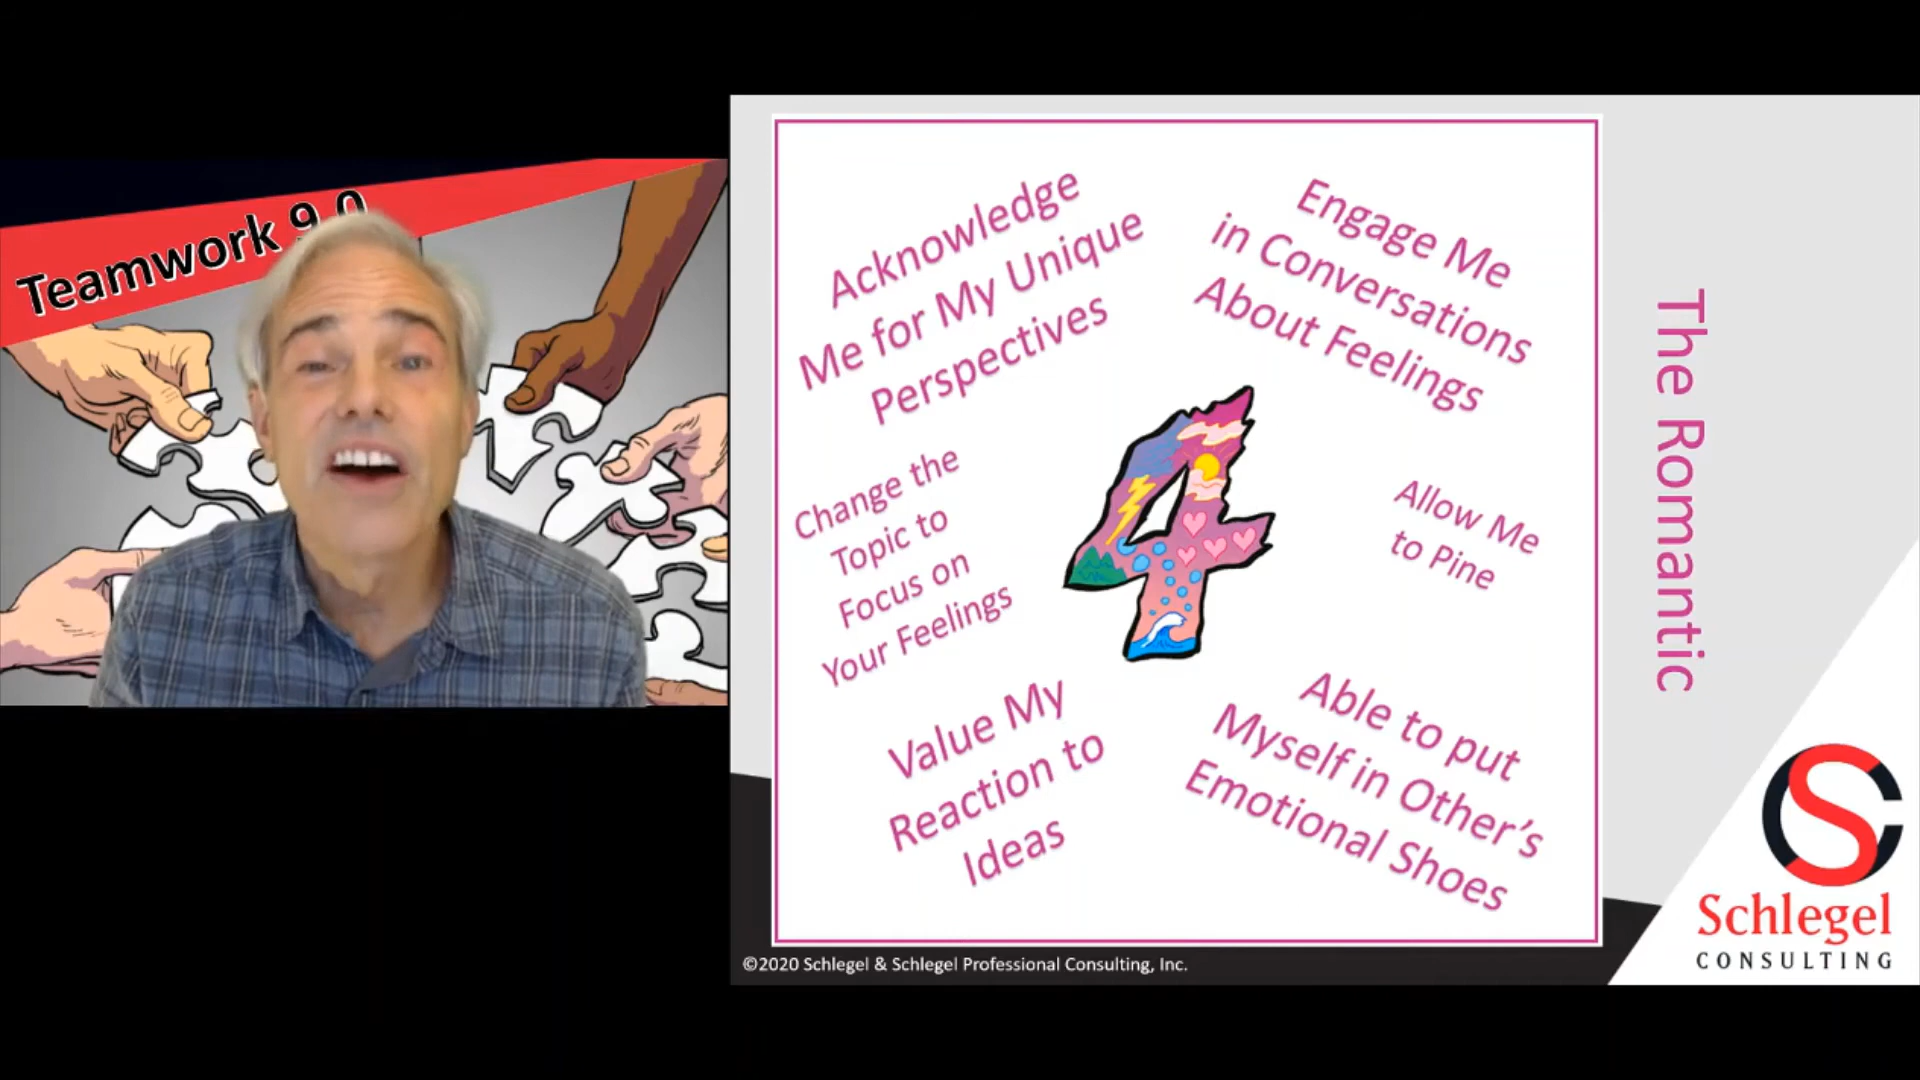 Teamwork 9.0
Acknowledge
Me for My Unique
Perspectives
Engage Me
in Conversations
About Feelings
Change the
Topic to
Focus on
Your Feelings
4
Allow Me
to Pine
Value My
Reaction to
Ideas
Able to put
Myself in Other's
Emotional Shoes
The Romantic
SC
Schlegel
CONSULTING
©2020 Schlegel & Schlegel Professional Consulting, Inc.